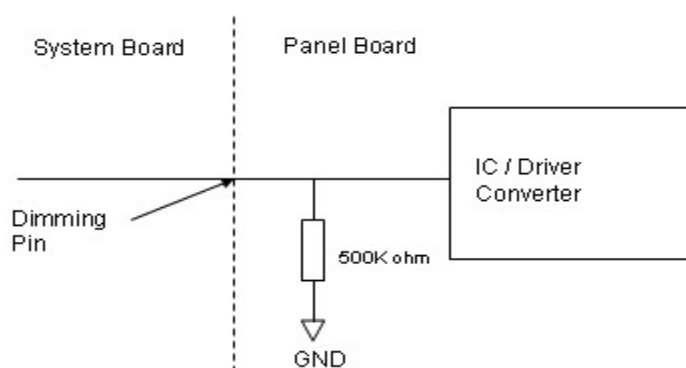 System Board
Panel Board
IC / Driver
Converter
Dimming
Pin
500K ohm
GND